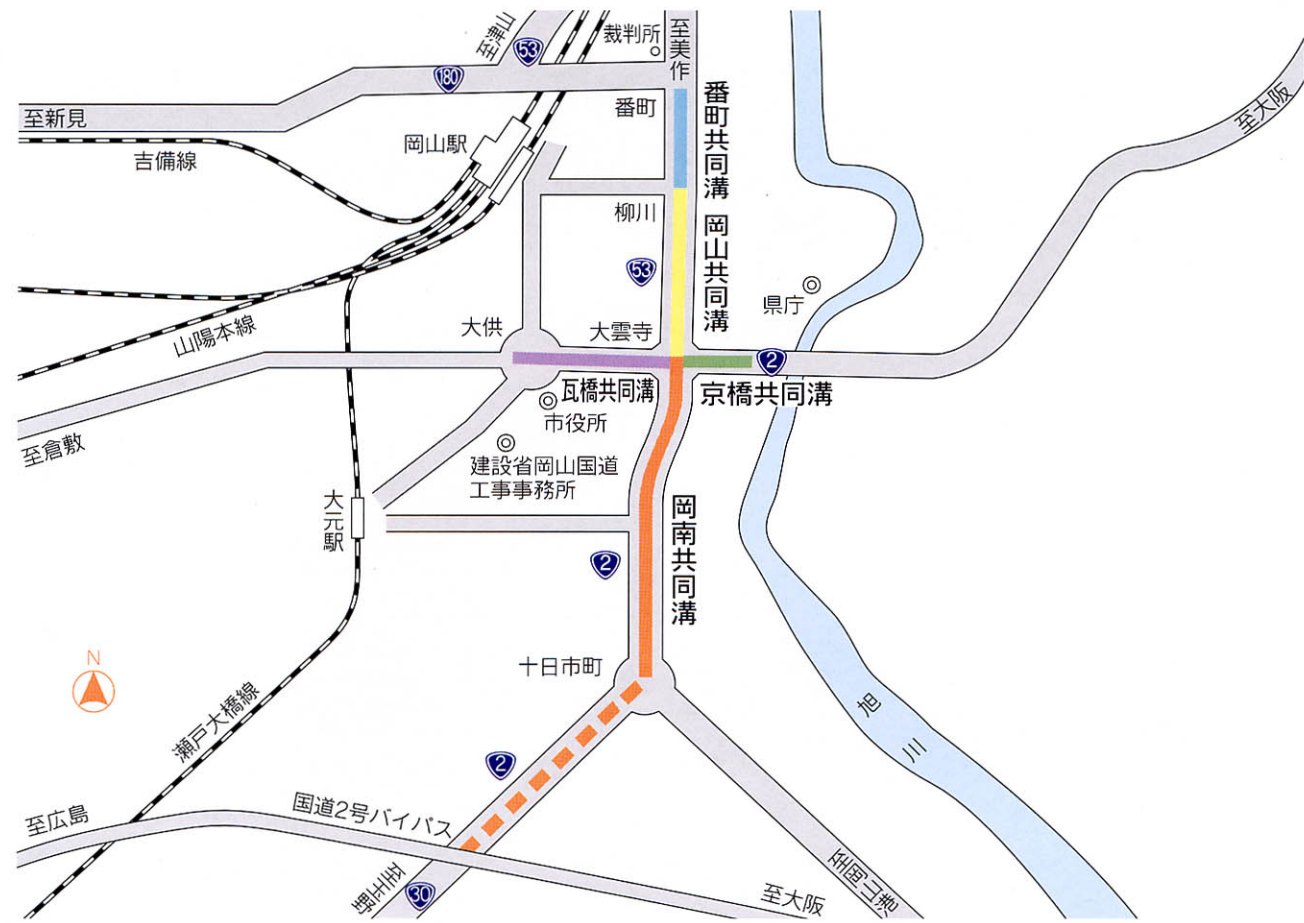 至津山
53
裁判所
至美作
180
至新見
番町
番町共同溝
至大阪
岡山駅
吉備線
柳川
岡山共同溝
53
県庁
大供
大雲寺
山陽本線
2
瓦橋共同溝
京橋共同溝
市役所
至倉敷
建設省岡山国道
工事事務所
大元駅
岡南共同溝
2
十日市町
N
旭川
瀬戸大橋線
2
国道2号バイパス
至広島
至玉野
30
至大阪
至岡山港